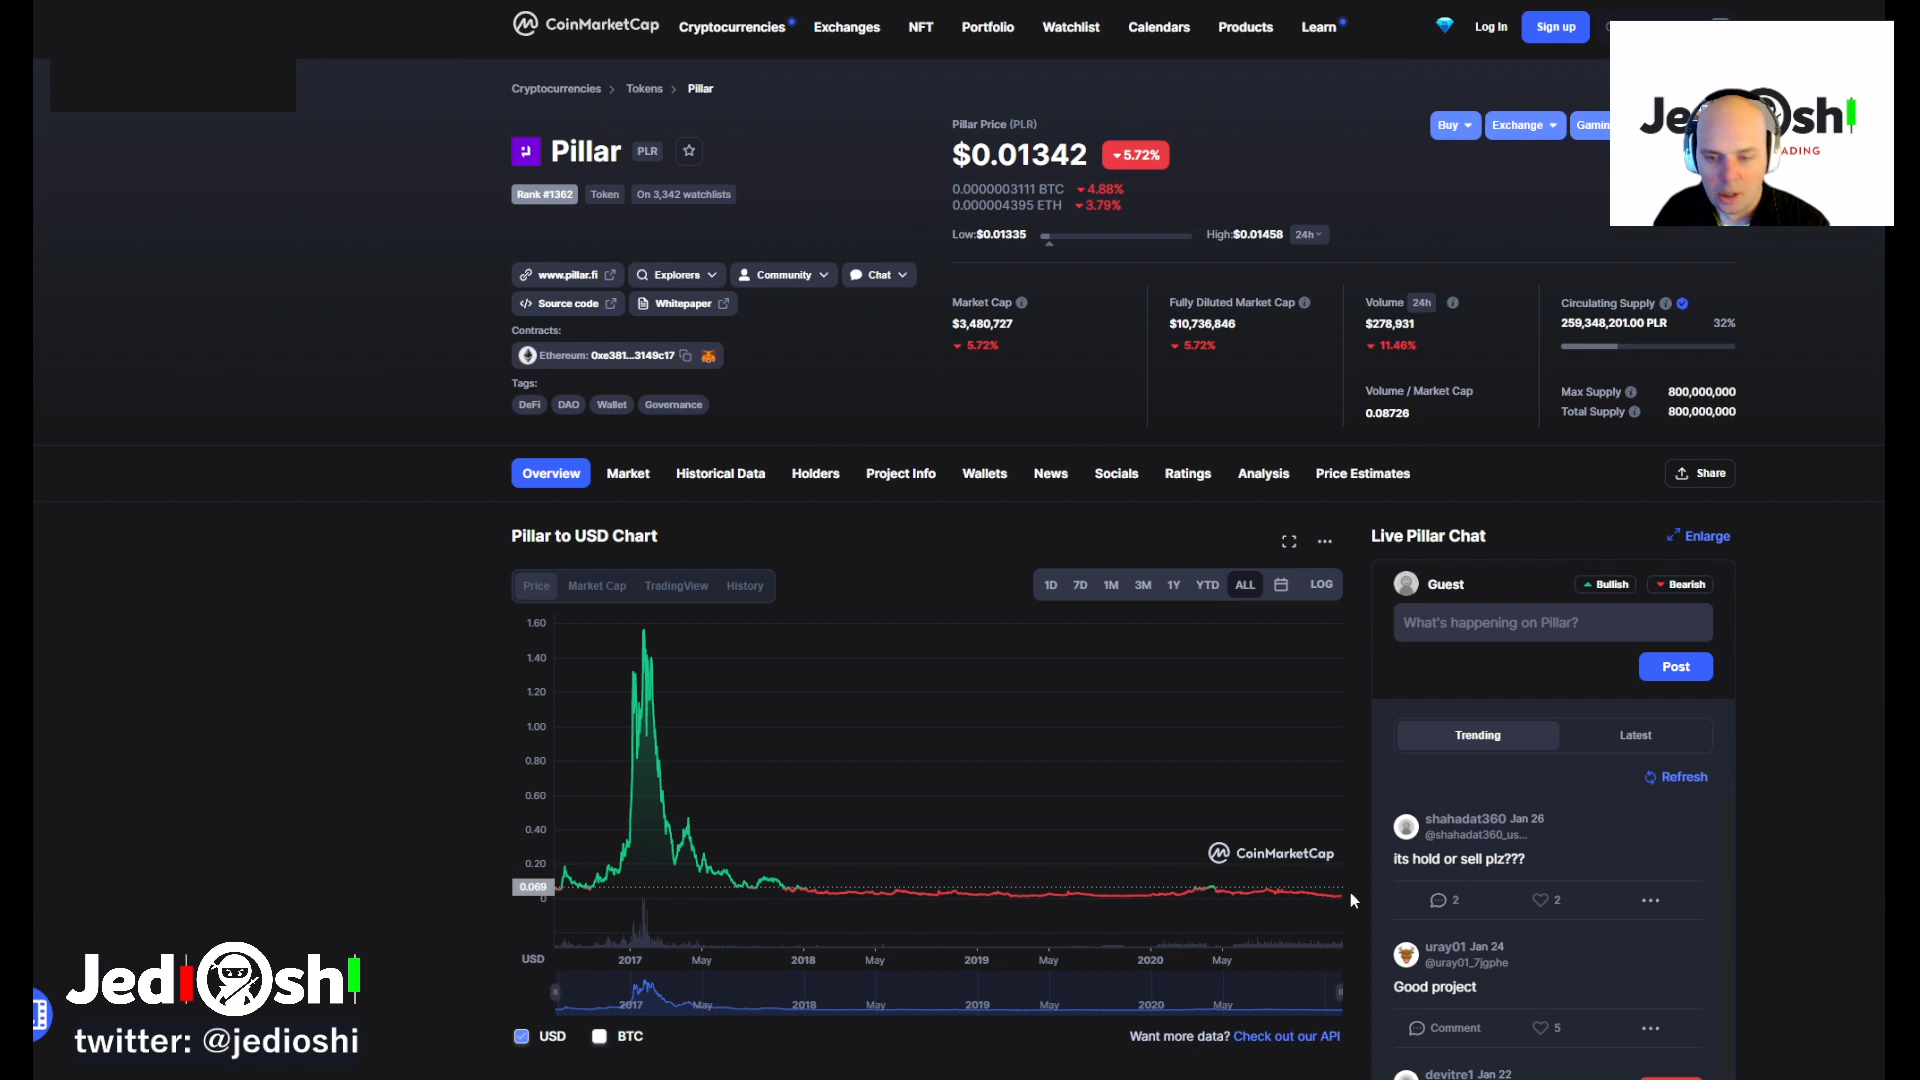 CoinMarketCap
Cryptocurrencies
Exchanges
NFT
Portfolio
Watchlist
Calendars
Products
Learn
Log In
Sign up
Cryptocurrencies > Tokens > Pillar
Pillar PLR
Rank #1362
Token
On 3,342 watchlists
www.pillar.fi
Explorers
Community
Chat
Source code
Whitepaper
Contracts:
Ethereum: 0xe381...3149c17
Tags:
DeFi
DAO
Wallet
Governance
Pillar Price (PLR)
$0.01342 5.72%
0.0000003111 BTC 4.88%
0.000004395 ETH 3.79%
Low:$0.01335
High:$0.01458
24h
Buy
Exchange
Gamin
Market Cap
$3,480,727
5.72%
Fully Diluted Market Cap
$10,736,846
5.72%
Volume 24h
$278,931
11.46%
Volume / Market Cap
0.08726
Circulating Supply
259,348,201.00 PLR 32%
Max Supply 800,000,000
Total Supply 800,000,000
Overview
Market
Historical Data
Holders
Project Info
Wallets
News
Socials
Ratings
Analysis
Price Estimates
Share
Pillar to USD Chart
Price
Market Cap
TradingView
History
1D
7D
1M
3M
1Y
YTD
ALL
LOG
1.60
1.40
1.20
1.00
0.80
0.60
0.40
0.20
0.069
0
CoinMarketCap
USD
2017
May
2018
May
2019
May
2020
May
2017
May
2018
May
2019
May
2020
May
USD
BTC
Want more data? Check out our API
Live Pillar Chat
Enlarge
Guest
Bullish
Bearish
What's happening on Pillar?
Post
Trending
Latest
Refresh
shahadat360 Jan 26
@shahadat360_us...
its hold or sell plz???
2
2
uray01 Jan 24
@uray01_7jgphe
Good project
Comment
5
devitre1 Jan 22
JediOshi
twitter: @jedioshi